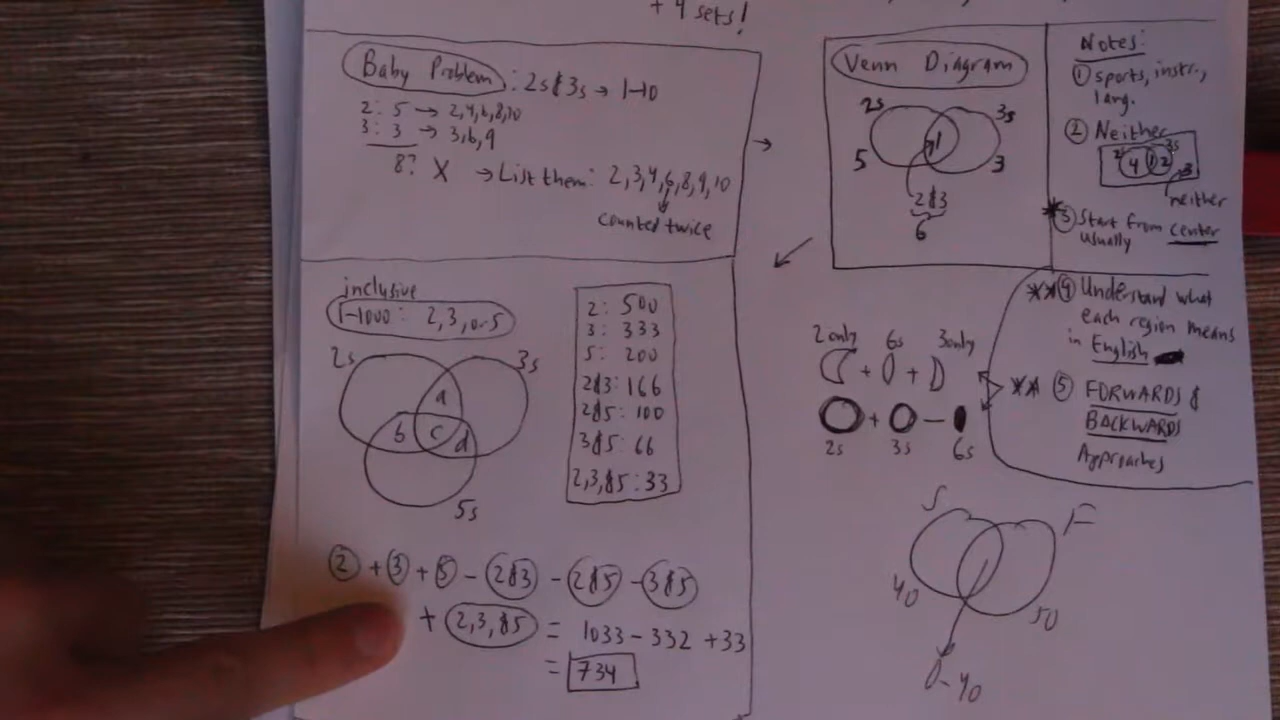 + 4 sets!
Baby Problem : 2s & 3s → 1-10
2: 5 → 2,4,6,8,10
3: 3 → 3,6,9
8? X → List them: 2,3,4,6,8,9,10
counted twice
Venn Diagram
2s 3s
1
5 3
2&3
6
Notes:
① sports, instr.,
lang.
② Neither
2s 3s
4 1 2 3
neither
* ③ Start from center
usually
** ④ Understand what
each region means
in English
** ⑤ FORWARDS &
BACKWARDS
Approaches
inclusive
1-1000: 2,3,or 5
2s 3s
a
b c d
5s
2: 500
3: 333
5: 200
2&3: 166
2&5: 100
3&5: 66
2,3,&5: 33
2 only 6s 3 only
+ +
+ −
2s 3s 6s
② + ③ + ⑤ - 2&3 - 2&5 - 3&5
+ 2,3,&5 = 1033 - 332 + 33
= 734
S F
40 50
0-40